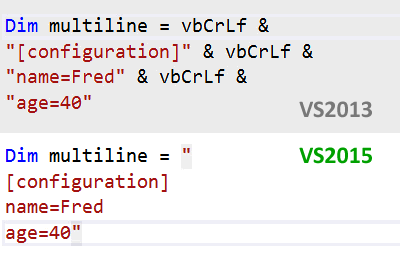 Dim multiline = vbCrLf &
"[configuration]" & vbCrLf &
"name=Fred" & vbCrLf &
"age=40"
VS2013
Dim multiline = "
VS2015
[configuration]
name=Fred
age=40"